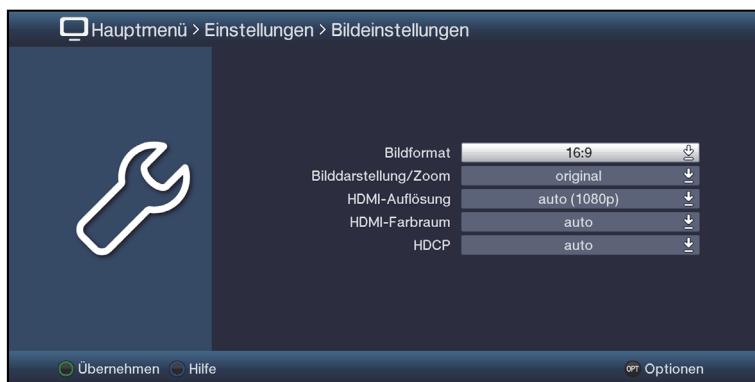 Hauptmenü > Einstellungen > Bildeinstellungen
Bildformat 16:9
Bilddarstellung/Zoom original
HDMI-Auflösung auto (1080p)
HDMI-Farbraum auto
HDCP auto
Übernehmen Hilfe OPT Optionen